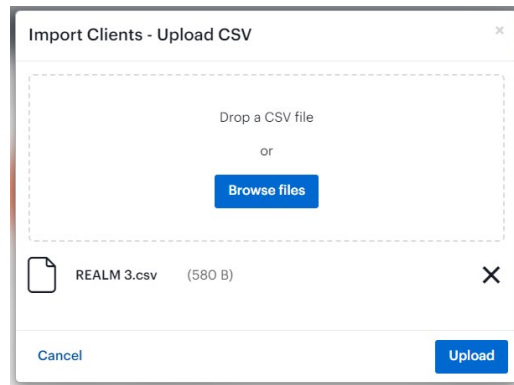 Import Clients - Upload CSV
Drop a CSV file
or
Browse files
REALM 3.csv (580 B)
Cancel
Upload